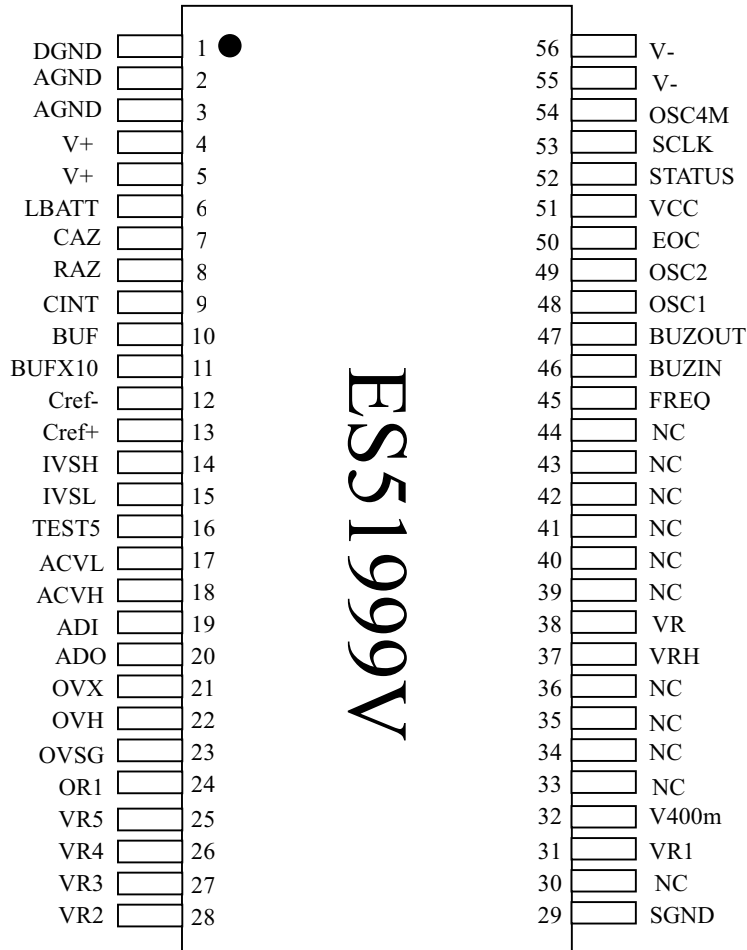 DGND 1 56 V-
AGND 2 55 V-
AGND 3 54 OSC4M
V+ 4 53 SCLK
V+ 5 52 STATUS
LBATT 6 51 VCC
CAZ 7 50 EOC
RAZ 8 49 OSC2
CINT 9 48 OSC1
BUF 10 47 BUZOUT
BUFX10 11 46 BUZIN
Cref- 12 45 FREQ
Cref+ 13 44 NC
IVSH 14 43 NC
IVSL 15 42 NC
TEST5 16 41 NC
ACVL 17 40 NC
ACVH 18 39 NC
ADI 19 38 VR
ADO 20 37 VRH
OVX 21 36 NC
OVH 22 35 NC
OVSG 23 34 NC
OR1 24 33 NC
VR5 25 32 V400m
VR4 26 31 VR1
VR3 27 30 NC
VR2 28 29 SGND
ES51999V